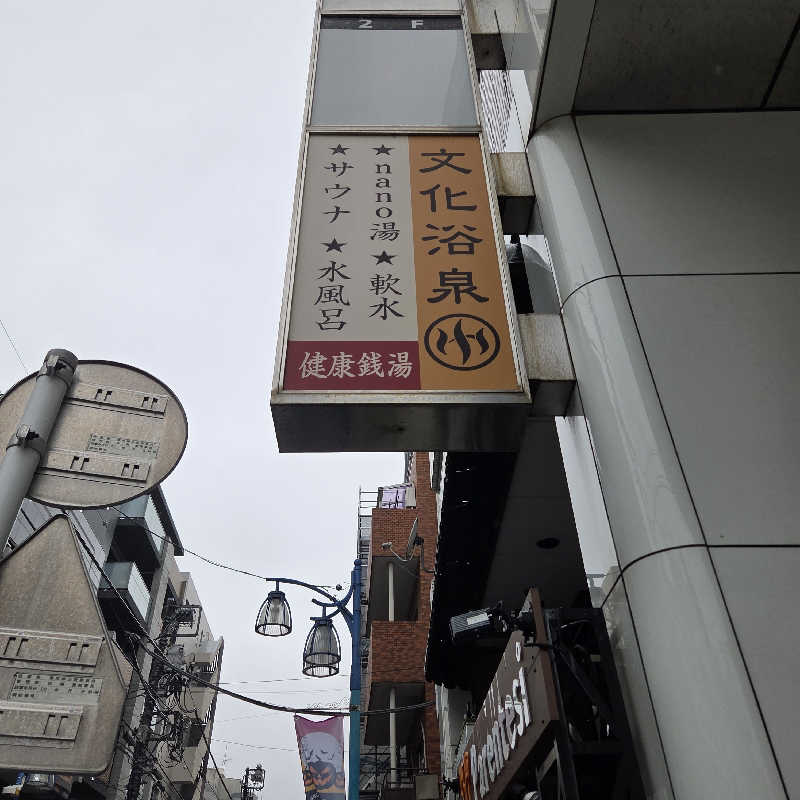 2F
文化浴泉
★nano湯★軟水
★サウナ★水風呂
健康銭湯
Parentesi